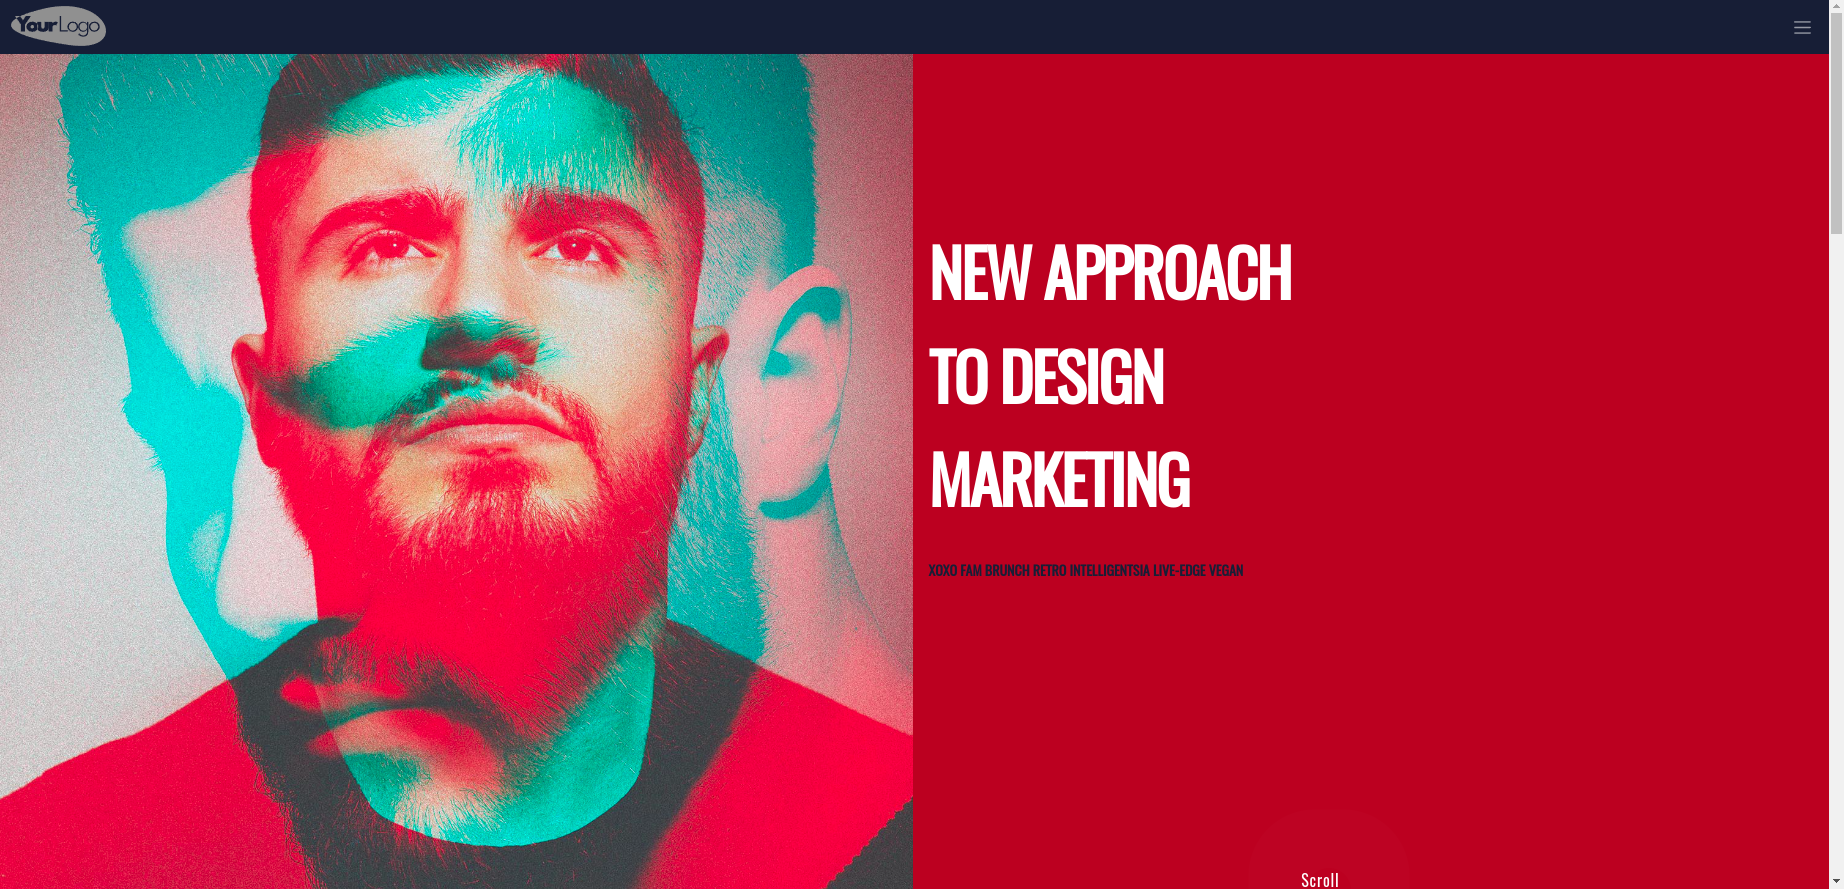 YourLogo
NEW APPROACH
TO DESIGN
MARKETING
XOXO FAM BRUNCH RETRO INTELLIGENTSIA LIVE-EDGE VEGAN
Scroll